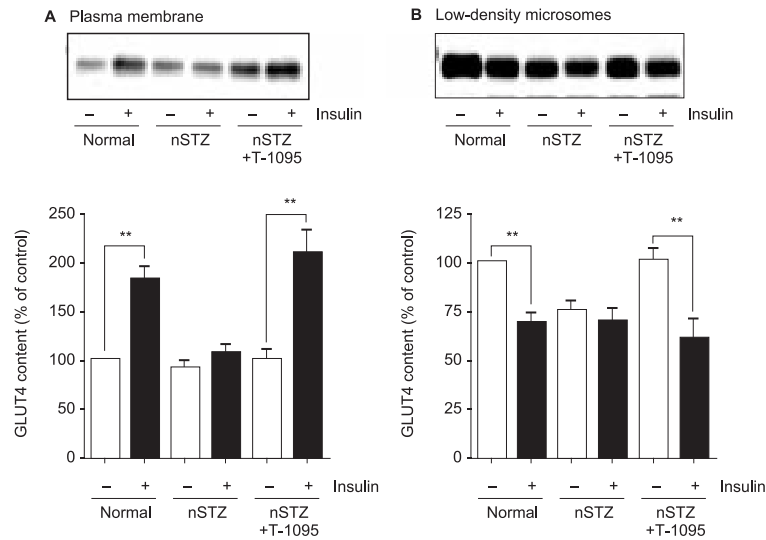 A Plasma membrane
– + – + – + Insulin
Normal nSTZ nSTZ
+T-1095
GLUT4 content (% of control)
250
200
150
100
50
0
**
**
– + – + – + Insulin
Normal nSTZ nSTZ
+T-1095
B Low-density microsomes
– + – + – + Insulin
Normal nSTZ nSTZ
+T-1095
GLUT4 content (% of control)
125
100
75
50
25
0
**
**
– + – + – + Insulin
Normal nSTZ nSTZ
+T-1095